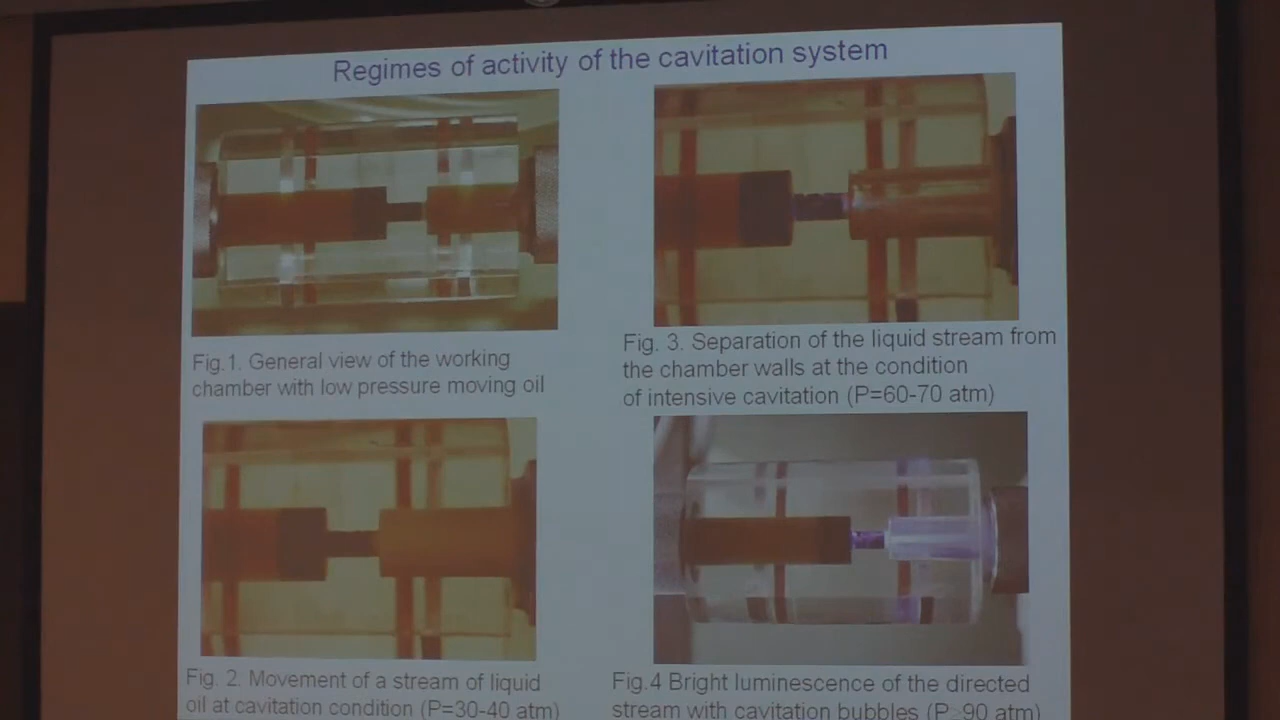 Regimes of activity of the cavitation system
Fig.1. General view of the working
chamber with low pressure moving oil
Fig. 3. Separation of the liquid stream from
the chamber walls at the condition
of intensive cavitation (P=60-70 atm)
Fig. 2. Movement of a stream of liquid
oil at cavitation condition (P=30-40 atm)
Fig.4 Bright luminescence of the directed
stream with cavitation bubbles (P≥90 atm)